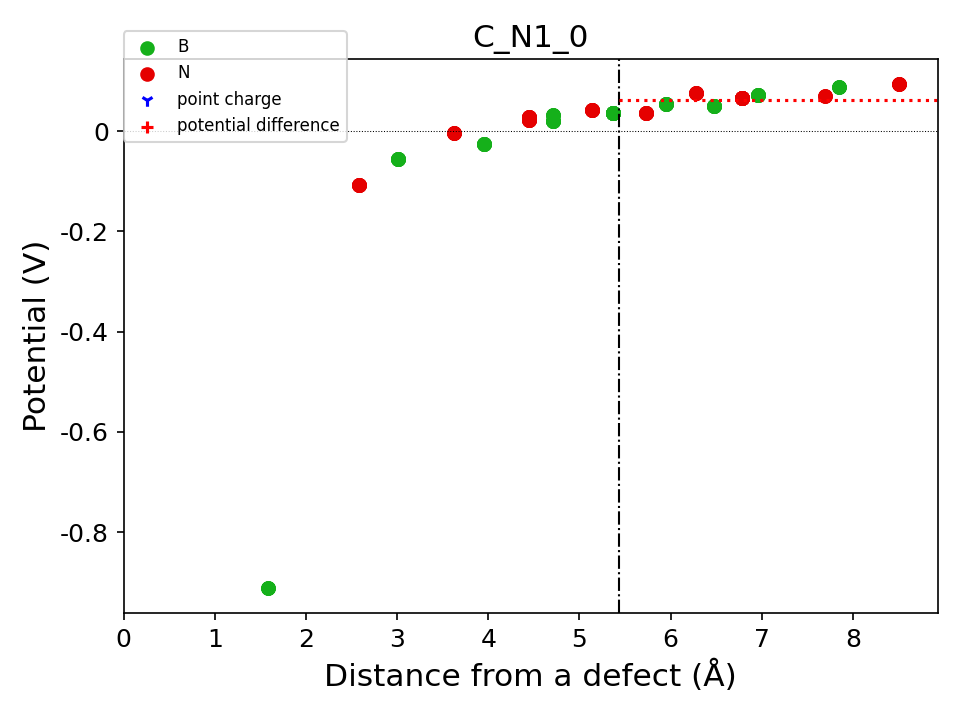 C_N1_0
B
N
point charge
potential difference
Potential (V)
0
-0.2
-0.4
-0.6
-0.8
0 1 2 3 4 5 6 7 8
Distance from a defect (Å)